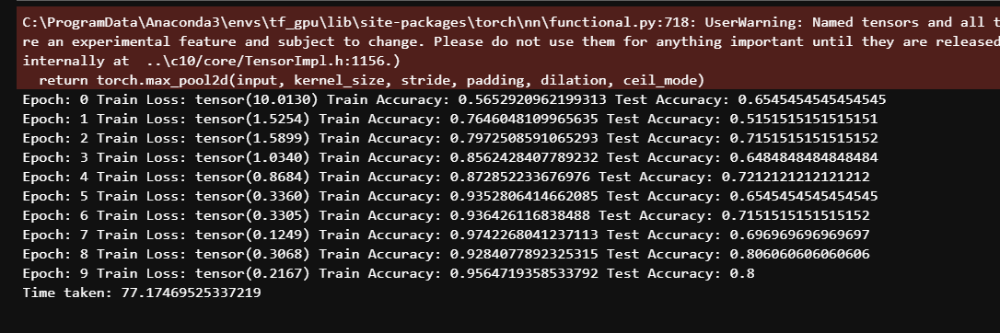 C:\ProgramData\Anaconda3\envs\tf_gpu\lib\site-packages\torch\nn\functional.py:718: UserWarning: Named tensors and all t
re an experimental feature and subject to change. Please do not use them for anything important until they are released
internally at  ..\c10/core/TensorImpl.h:1156.)
  return torch.max_pool2d(input, kernel_size, stride, padding, dilation, ceil_mode)
Epoch: 0 Train Loss: tensor(10.0130) Train Accuracy: 0.5652920962199313 Test Accuracy: 0.6545454545454545
Epoch: 1 Train Loss: tensor(1.5254) Train Accuracy: 0.7646048109965635 Test Accuracy: 0.5151515151515151
Epoch: 2 Train Loss: tensor(1.5899) Train Accuracy: 0.7972508591065293 Test Accuracy: 0.7151515151515152
Epoch: 3 Train Loss: tensor(1.0340) Train Accuracy: 0.8562428407789232 Test Accuracy: 0.6484848484848484
Epoch: 4 Train Loss: tensor(0.8684) Train Accuracy: 0.872852233676976 Test Accuracy: 0.7212121212121212
Epoch: 5 Train Loss: tensor(0.3360) Train Accuracy: 0.9352806414662085 Test Accuracy: 0.6545454545454545
Epoch: 6 Train Loss: tensor(0.3305) Train Accuracy: 0.936426116838488 Test Accuracy: 0.7151515151515152
Epoch: 7 Train Loss: tensor(0.1249) Train Accuracy: 0.9742268041237113 Test Accuracy: 0.696969696969697
Epoch: 8 Train Loss: tensor(0.3068) Train Accuracy: 0.9284077892325315 Test Accuracy: 0.806060606060606
Epoch: 9 Train Loss: tensor(0.2167) Train Accuracy: 0.9564719358533792 Test Accuracy: 0.8
Time taken: 77.17469525337219